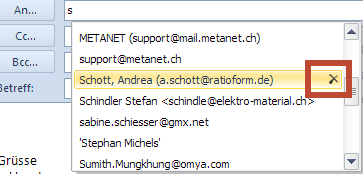 An...
s
Cc...
METANET (support@mail.metanet.ch)
support@metanet.ch
Bcc...
Schott, Andrea (a.schott@ratioform.de)
Betreff:
Schindler Stefan <schindle@elektro-material.ch>
sabine.schiesser@gmx.net
'Stephan Michels'
Grüsse
Sumith.Mungkhung@omya.com